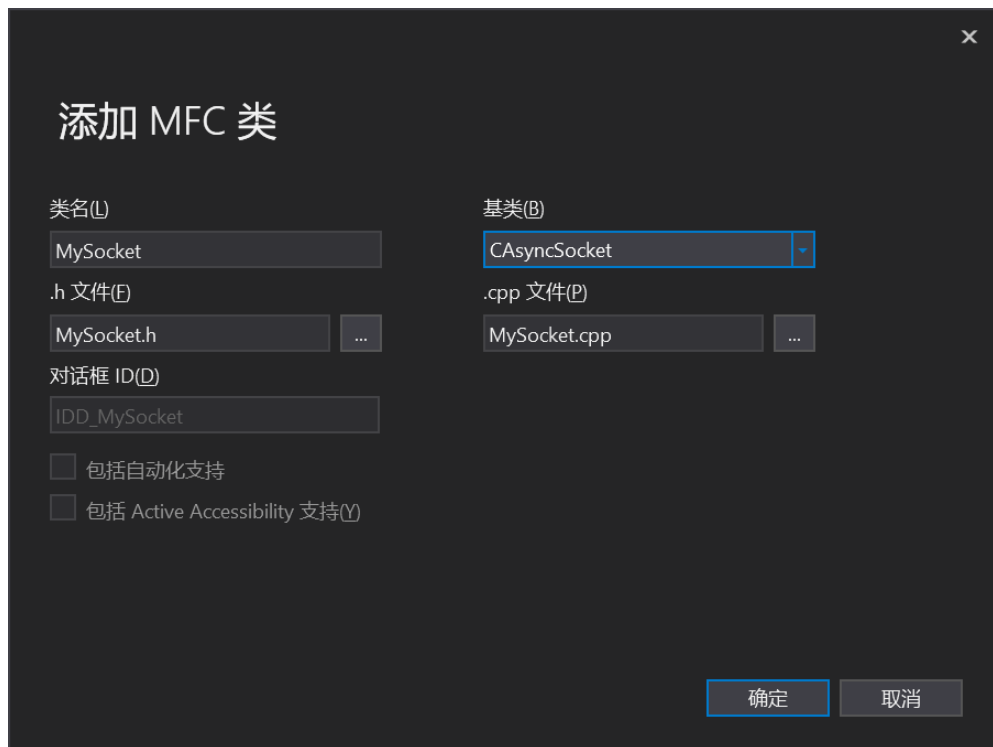 添加 MFC 类
类名(L)
基类(B)
MySocket
CAsyncSocket
.h 文件(F)
.cpp 文件(P)
MySocket.h
...
MySocket.cpp
...
对话框 ID(D)
IDD_MySocket
包括自动化支持
包括 Active Accessibility 支持(Y)
确定
取消